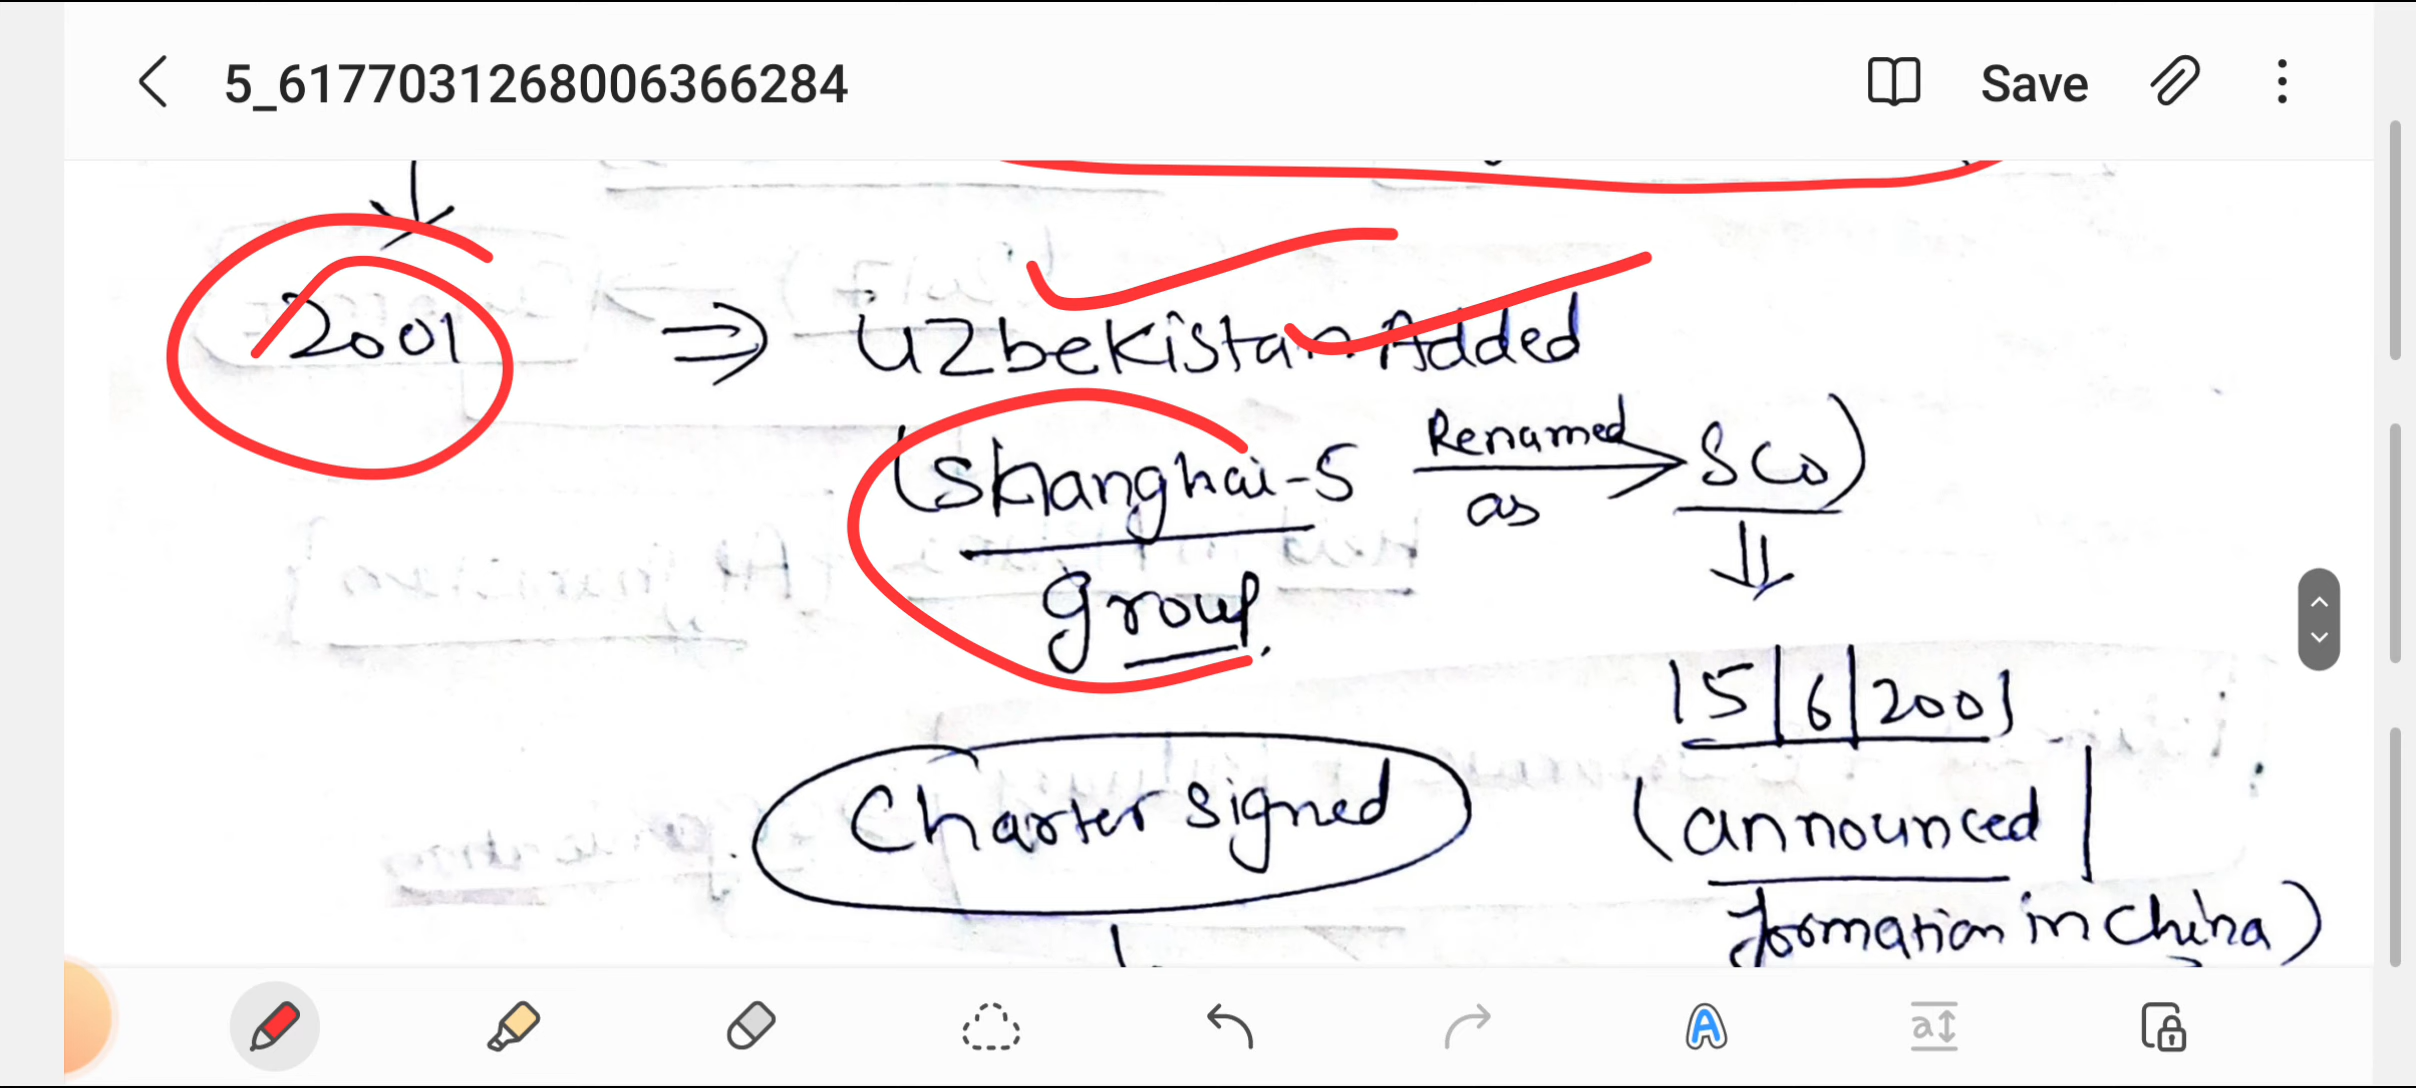 5_6177031268006366284
Save
2001 ⇒ Uzbekistan Added
(Shanghai-5 Renamed as → SCO)
group.
15|6|2001
Charter signed
(announced
formation in China)